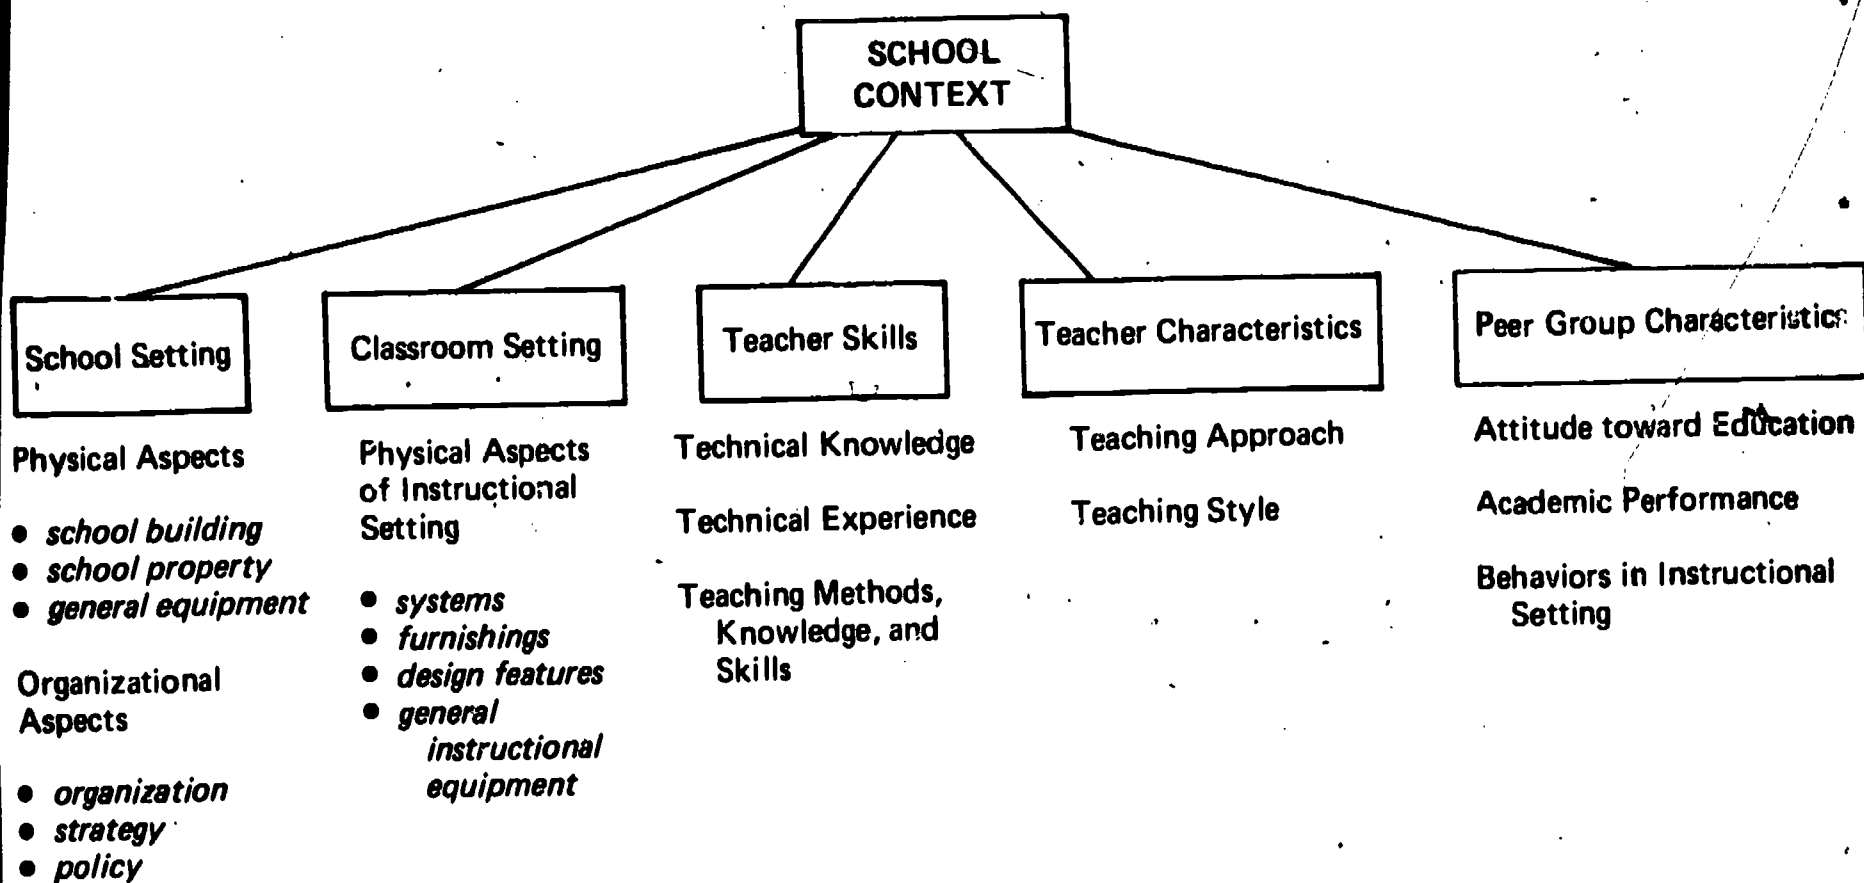 SCHOOL
CONTEXT
School Setting
Physical Aspects
● school building
● school property
● general equipment
Organizational
Aspects
● organization
● strategy
● policy
Classroom Setting
Physical Aspects
of Instructional
Setting
● systems
● furnishings
● design features
● general
instructional
equipment
Teacher Skills
Technical Knowledge
Technical Experience
Teaching Methods,
Knowledge, and
Skills
Teacher Characteristics
Teaching Approach
Teaching Style
Peer Group Characteristics
Attitude toward Education
Academic Performance
Behaviors in Instructional
Setting